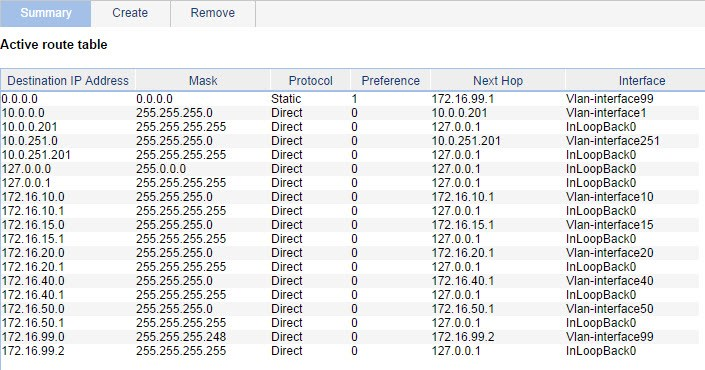 Summary Create Remove
Active route table
Destination IP Address Mask Protocol Preference Next Hop Interface
0.0.0.0 0.0.0.0 Static 1 172.16.99.1 Vlan-interface99
10.0.0.0 255.255.255.0 Direct 0 10.0.0.201 Vlan-interface1
10.0.0.201 255.255.255.255 Direct 0 127.0.0.1 InLoopBack0
10.0.251.0 255.255.255.0 Direct 0 10.0.251.201 Vlan-interface251
10.0.251.201 255.255.255.255 Direct 0 127.0.0.1 InLoopBack0
127.0.0.0 255.0.0.0 Direct 0 127.0.0.1 InLoopBack0
127.0.0.1 255.255.255.255 Direct 0 127.0.0.1 InLoopBack0
172.16.10.0 255.255.255.0 Direct 0 172.16.10.1 Vlan-interface10
172.16.10.1 255.255.255.255 Direct 0 127.0.0.1 InLoopBack0
172.16.15.0 255.255.255.0 Direct 0 172.16.15.1 Vlan-interface15
172.16.15.1 255.255.255.255 Direct 0 127.0.0.1 InLoopBack0
172.16.20.0 255.255.255.0 Direct 0 172.16.20.1 Vlan-interface20
172.16.20.1 255.255.255.255 Direct 0 127.0.0.1 InLoopBack0
172.16.40.0 255.255.255.0 Direct 0 172.16.40.1 Vlan-interface40
172.16.40.1 255.255.255.255 Direct 0 127.0.0.1 InLoopBack0
172.16.50.0 255.255.255.0 Direct 0 172.16.50.1 Vlan-interface50
172.16.50.1 255.255.255.255 Direct 0 127.0.0.1 InLoopBack0
172.16.99.0 255.255.255.248 Direct 0 172.16.99.2 Vlan-interface99
172.16.99.2 255.255.255.255 Direct 0 127.0.0.1 InLoopBack0